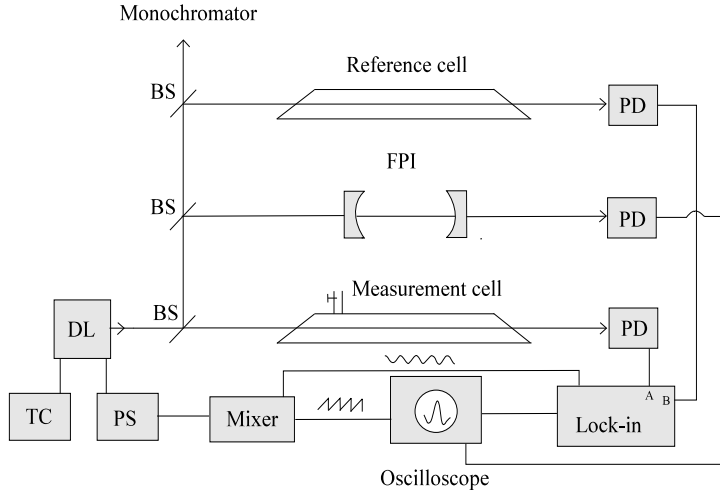 Monochromator
BS
Reference cell
PD
FPI
BS
PD
Measurement cell
BS
DL
PD
TC
PS
Mixer
A
B
Lock-in
Oscilloscope